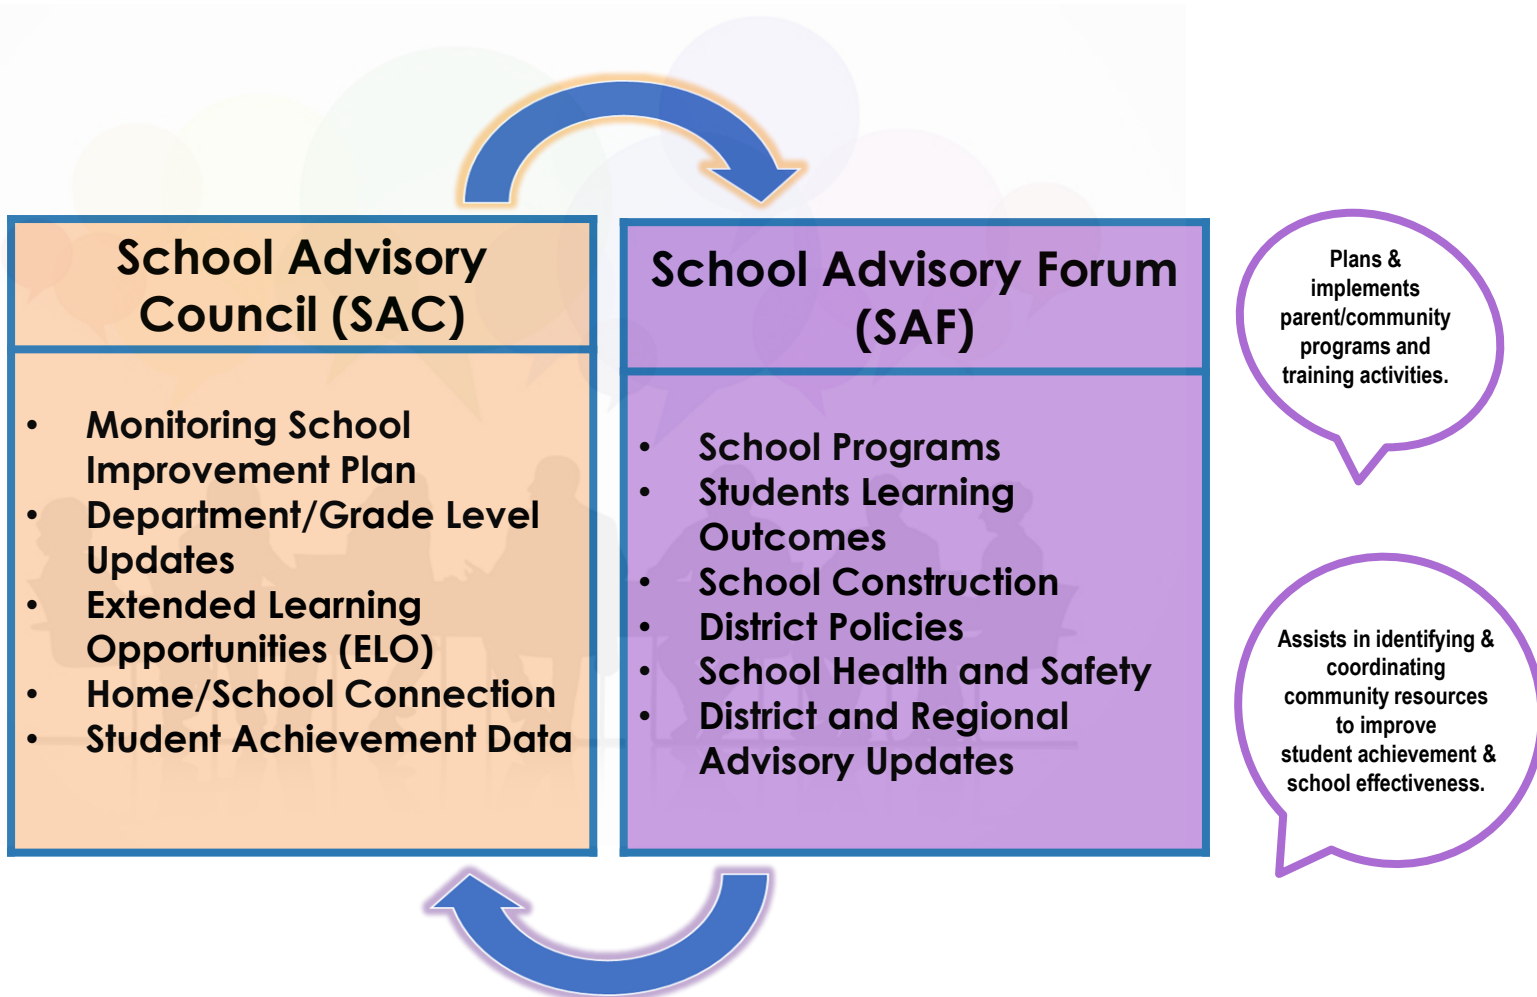 School Advisory
Council (SAC)
• Monitoring School
Improvement Plan
• Department/Grade Level
Updates
• Extended Learning
Opportunities (ELO)
• Home/School Connection
• Student Achievement Data
School Advisory Forum
(SAF)
• School Programs
• Students Learning
Outcomes
• School Construction
• District Policies
• School Health and Safety
• District and Regional
Advisory Updates
Plans &
implements
parent/community
programs and
training activities.
Assists in identifying &
coordinating
community resources
to improve
student achievement &
school effectiveness.